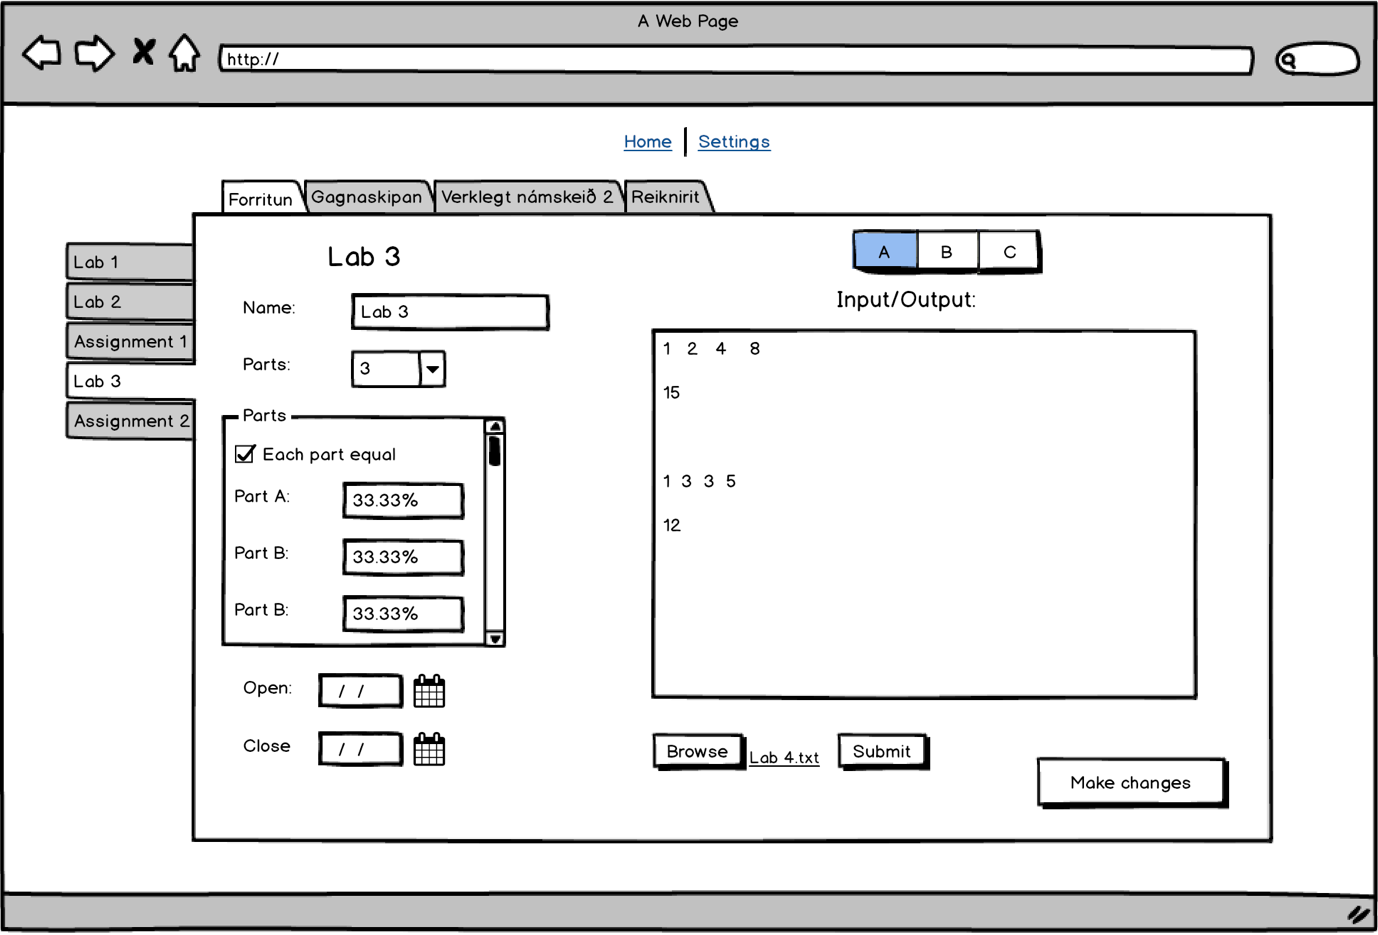 A Web Page
http://
Home | Settings
Forritun Gagnaskipan Verklegt námskeið 2 Reiknirit
Lab 1
Lab 2
Assignment 1
Lab 3
Assignment 2
Lab 3
Name: Lab 3
Parts: 3
Parts
Each part equal
Part A: 33.33%
Part B: 33.33%
Part B: 33.33%
Open: / /
Close / /
A B C
Input/Output:
1 2 4 8
15
1 3 3 5
12
Browse Lab 4.txt Submit
Make changes